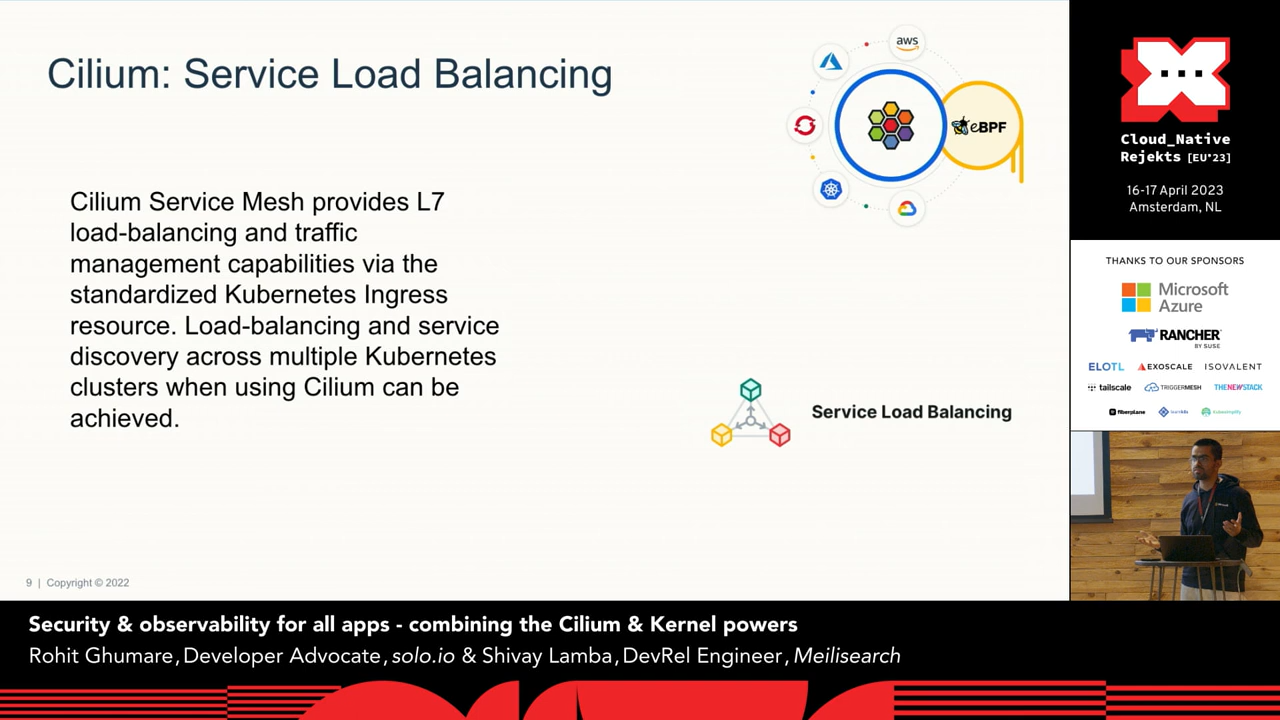 Cilium: Service Load Balancing
aws
eBPF
Cilium Service Mesh provides L7
load-balancing and traffic
management capabilities via the
standardized Kubernetes Ingress
resource. Load-balancing and service
discovery across multiple Kubernetes
clusters when using Cilium can be
achieved.
Service Load Balancing
9 | Copyright © 2022
Cloud_Native
Rejekts [EU*23]
16-17 April 2023
Amsterdam, NL
THANKS TO OUR SPONSORS
Microsoft
Azure
RANCHER
BY SUSE
ELOTL EXOSCALE ISOVALENT
tailscale TRIGGERMESH THENEWSTACK
fiberplane
Security & observability for all apps - combining the Cilium & Kernel powers
Rohit Ghumare, Developer Advocate, solo.io & Shivay Lamba, DevRel Engineer, Meilisearch